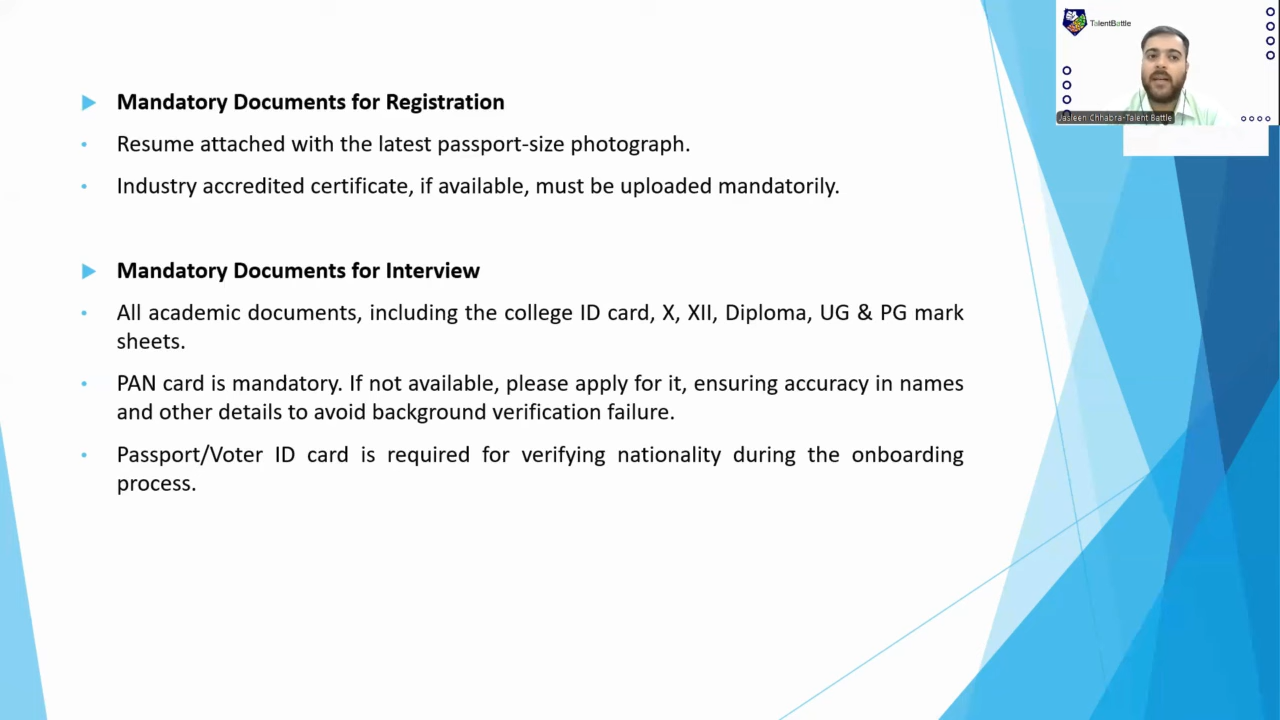 TalentBattle
Jasleen Chhabra-Talent Battle
Mandatory Documents for Registration
Resume attached with the latest passport-size photograph.
Industry accredited certificate, if available, must be uploaded mandatorily.
Mandatory Documents for Interview
All academic documents, including the college ID card, X, XII, Diploma, UG & PG mark
sheets.
PAN card is mandatory. If not available, please apply for it, ensuring accuracy in names
and other details to avoid background verification failure.
Passport/Voter ID card is required for verifying nationality during the onboarding
process.